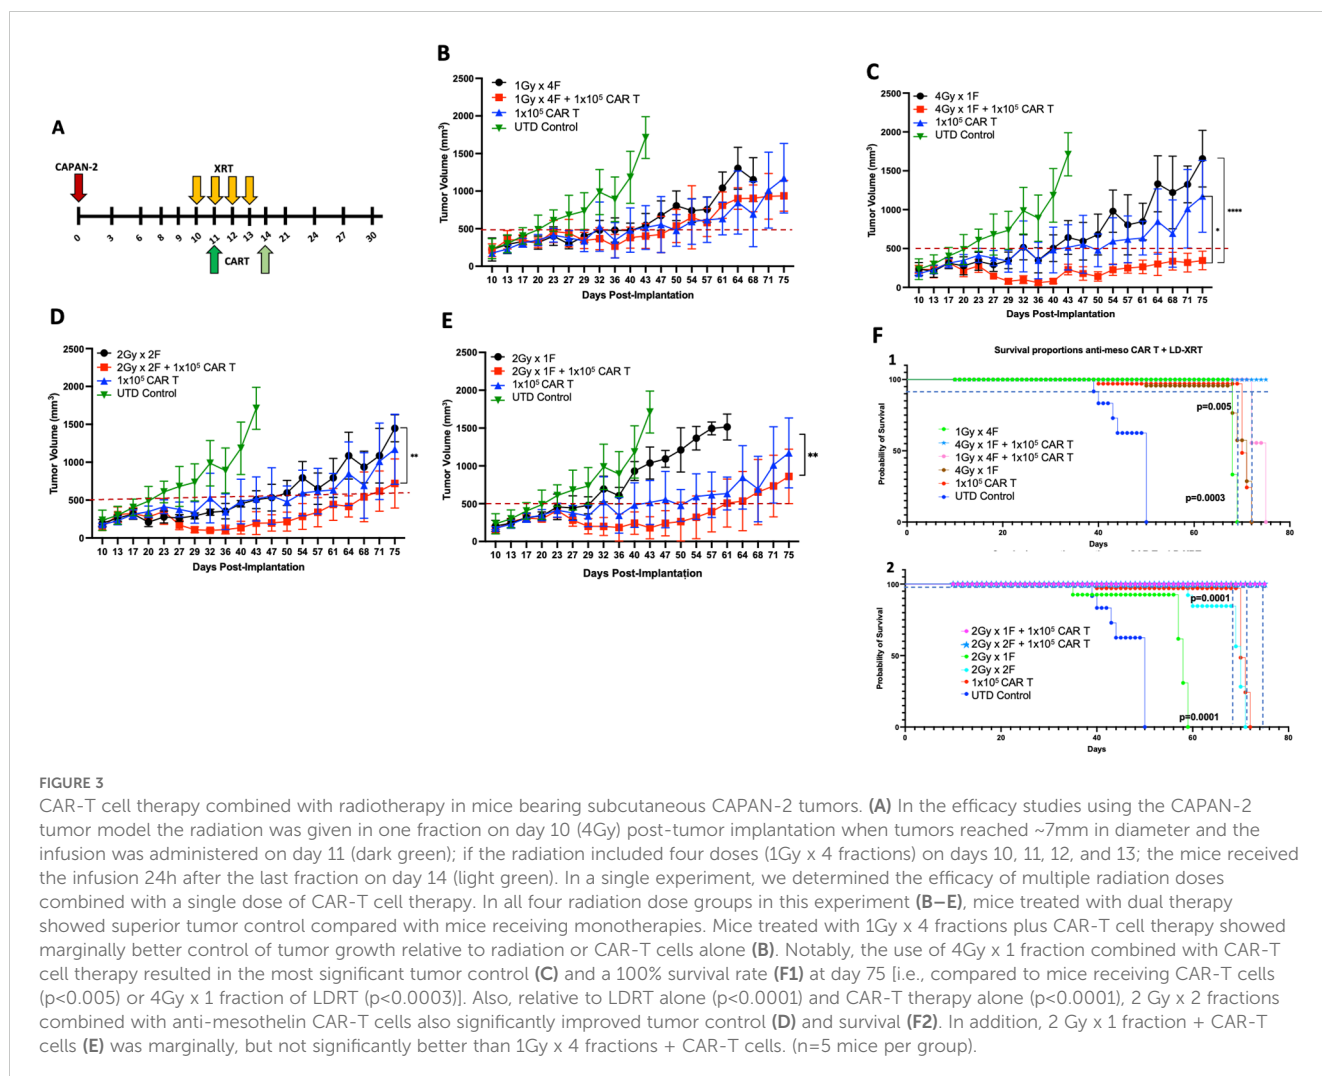 A
CAPAN-2
XRT
0 3 6 9 10 11 12 13 14 21 24 27 30
CART
B
1Gy x 4F
1Gy x 4F + 1x10⁵ CAR T
1x10⁵ CAR T
UTD Control
Tumor Volume (mm³)
2500
2000
1500
1000
500
0
10 13 17 20 23 27 29 32 36 40 43 47 50 54 57 61 64 68 71 75
Days Post-Implantation
C
4Gy x 1F
4Gy x 1F + 1x10⁵ CAR T
1x10⁵ CAR T
UTD Control
Tumor Volume (mm³)
2500
2000
1500
1000
500
0
****
*
10 13 17 20 23 27 29 32 36 40 43 47 50 54 57 61 64 68 71 75
Days Post-Implantation
D
2Gy x 2F
2Gy x 2F + 1x10⁵ CAR T
1x10⁵ CAR T
UTD Control
Tumor Volume (mm³)
2500
2000
1500
1000
500
0
**
10 13 17 20 23 27 29 32 36 40 43 47 50 54 57 61 64 68 71 75
Days Post-Implantation
E
2Gy x 1F
2Gy x 1F + 1x10⁵ CAR T
1x10⁵ CAR T
UTD Control
Tumor Volume (mm³)
2500
2000
1500
1000
500
0
**
10 13 17 20 23 27 29 32 36 40 43 47 50 54 57 61 64 68 71 75
Days Post-Implantation
F
1
Survival proportions anti-meso CAR T + LD-XRT
Probability of Survival
100
50
0
p=0.005
1Gy x 4F
4Gy x 1F + 1x10⁵ CAR T
1Gy x 4F + 1x10⁵ CAR T
4Gy x 1F
1x10⁵ CAR T
UTD Control
p=0.0003
0 20 40 60 80
Days
2
Probability of Survival
100
50
0
p=0.0001
2Gy x 1F + 1x10⁵ CAR T
2Gy x 2F + 1x10⁵ CAR T
2Gy x 1F
2Gy x 2F
1x10⁵ CAR T
UTD Control
p=0.0001
0 20 40 60 80
Days
FIGURE 3
CAR-T cell therapy combined with radiotherapy in mice bearing subcutaneous CAPAN-2 tumors. (A) In the efficacy studies using the CAPAN-2
tumor model the radiation was given in one fraction on day 10 (4Gy) post-tumor implantation when tumors reached ~7mm in diameter and the
infusion was administered on day 11 (dark green); if the radiation included four doses (1Gy x 4 fractions) on days 10, 11, 12, and 13; the mice received
the infusion 24h after the last fraction on day 14 (light green). In a single experiment, we determined the efficacy of multiple radiation doses
combined with a single dose of CAR-T cell therapy. In all four radiation dose groups in this experiment (B–E), mice treated with dual therapy
showed superior tumor control compared with mice receiving monotherapies. Mice treated with 1Gy x 4 fractions plus CAR-T cell therapy showed
marginally better control of tumor growth relative to radiation or CAR-T cells alone (B). Notably, the use of 4Gy x 1 fraction combined with CAR-T
cell therapy resulted in the most significant tumor control (C) and a 100% survival rate (F1) at day 75 [i.e., compared to mice receiving CAR-T cells
(p<0.005) or 4Gy x 1 fraction of LDRT (p<0.0003)]. Also, relative to LDRT alone (p<0.0001) and CAR-T therapy alone (p<0.0001), 2 Gy x 2 fractions
combined with anti-mesothelin CAR-T cells also significantly improved tumor control (D) and survival (F2). In addition, 2 Gy x 1 fraction + CAR-T
cells (E) was marginally, but not significantly better than 1Gy x 4 fractions + CAR-T cells. (n=5 mice per group).